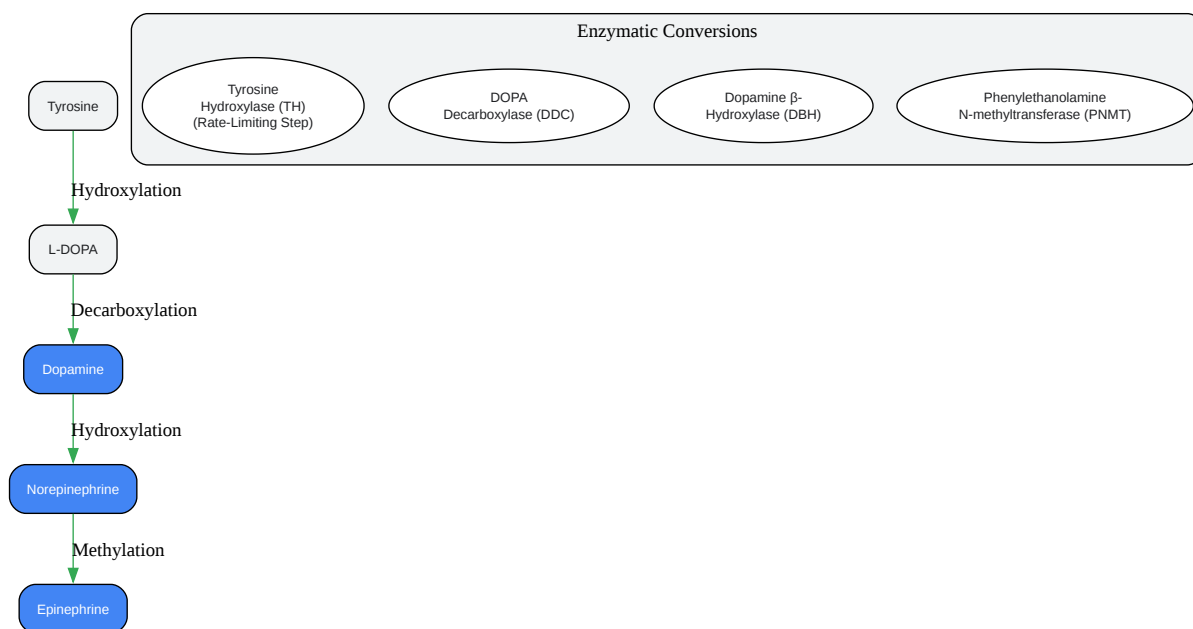 Enzymatic Conversions
Tyrosine
Tyrosine
Hydroxylase (TH)
(Rate-Limiting Step)
DOPA
Decarboxylase (DDC)
Dopamine β-
Hydroxylase (DBH)
Phenylethanolamine
N-methyltransferase (PNMT)
Hydroxylation
L-DOPA
Decarboxylation
Dopamine
Hydroxylation
Norepinephrine
Methylation
Epinephrine